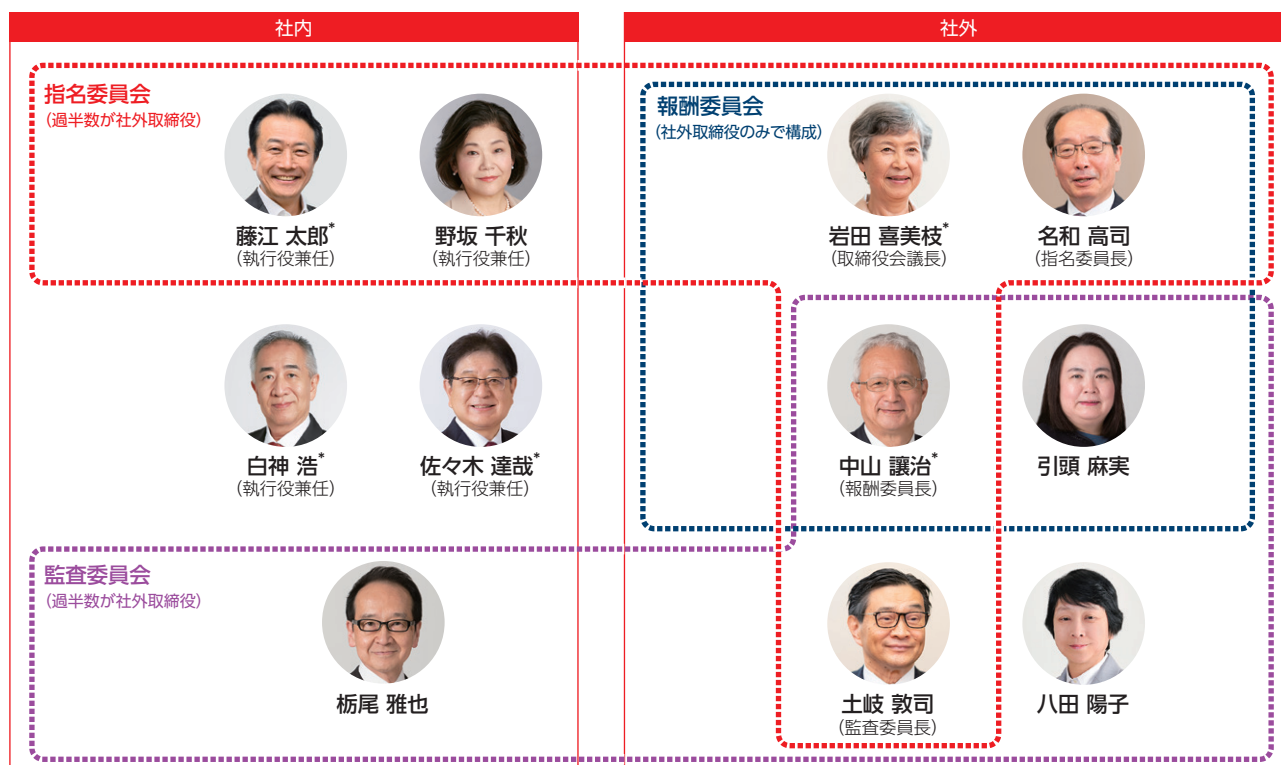 社内
社外
指名委員会
(過半数が社外取締役)
報酬委員会
(社外取締役のみで構成)
藤江 太郎*
(執行役兼任)
野坂 千秋
(執行役兼任)
岩田 喜美枝*
(取締役会議長)
名和 高司
(指名委員長)
白神 浩*
(執行役兼任)
佐々木 達哉*
(執行役兼任)
中山 讓治*
(報酬委員長)
引頭 麻実
監査委員会
(過半数が社外取締役)
栃尾 雅也
土岐 敦司
(監査委員長)
八田 陽子